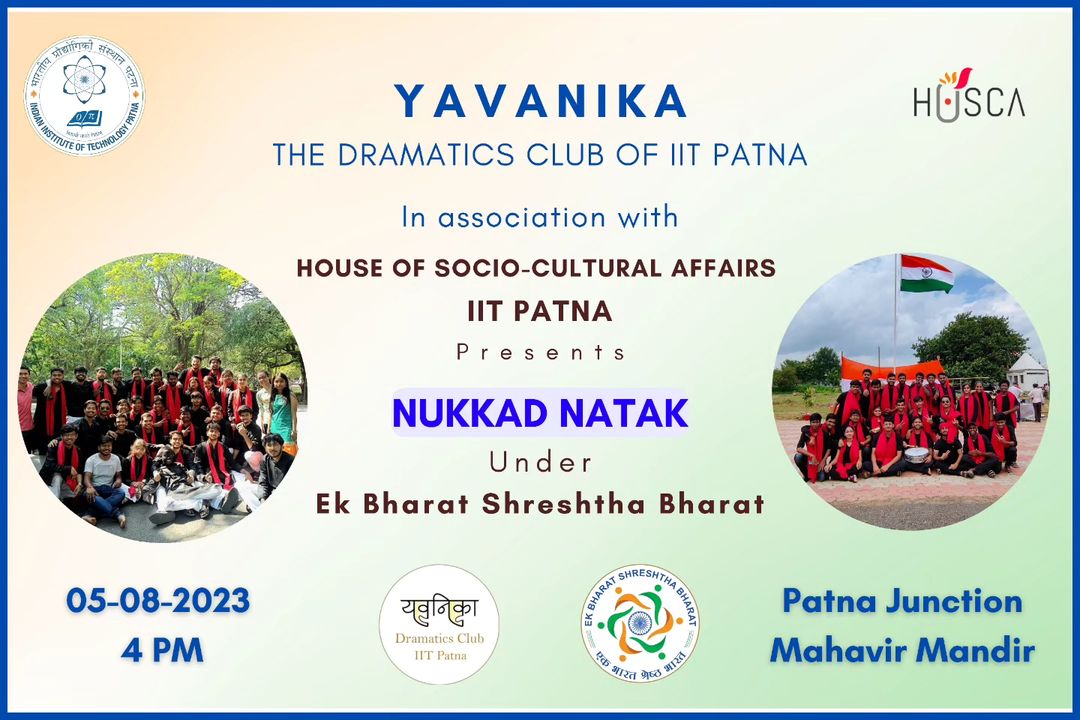 भारतीय प्रौद्योगिकी संस्थान पटना
INDIAN INSTITUTE OF TECHNOLOGY PATNA
HUSCA
YAVANIKA
THE DRAMATICS CLUB OF IIT PATNA
In association with
HOUSE OF SOCIO-CULTURAL AFFAIRS
IIT PATNA
Presents
NUKKAD NATAK
Under
Ek Bharat Shreshtha Bharat
05-08-2023
4 PM
यवनिका
Dramatics Club
IIT Patna
EK BHARAT SHRESHTHA BHARAT
एक भारत श्रेष्ठ भारत
Patna Junction
Mahavir Mandir